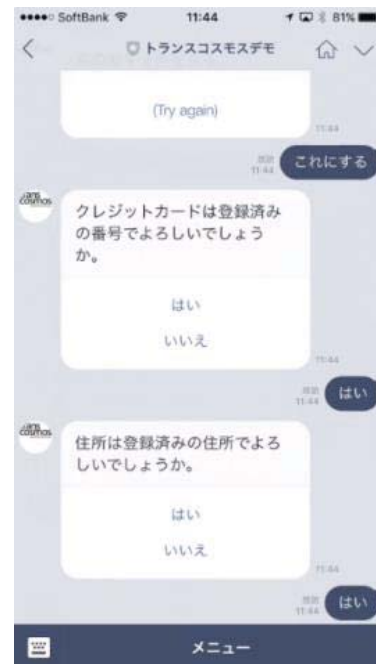 SoftBank 11:44 81%
トランスコスモスデモ
(Try again)
11:44
既読
11:44
これにする
cosmos
クレジットカードは登録済み
の番号でよろしいでしょう
か。
はい
いいえ
11:44
既読
11:44
はい
cosmos
住所は登録済みの住所でよろ
しいでしょうか。
はい
いいえ
11:44
既読
11:44
はい
メニュー